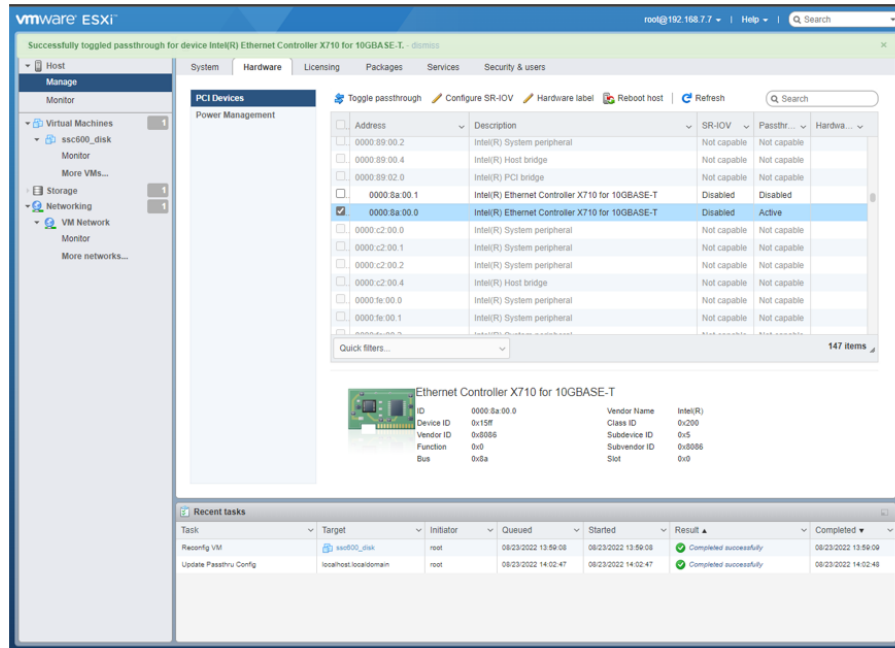 vmware ESXi™
root@192.168.7.7 | Help | Search
Successfully toggled passthrough for device Intel(R) Ethernet Controller X710 for 10GBASE-T. - dismiss
Host
Manage
Monitor
Virtual Machines 1
ssc600_disk
Monitor
More VMs...
Storage 1
Networking 1
VM Network
Monitor
More networks...
System Hardware Licensing Packages Services Security & users
PCI Devices
Power Management
Toggle passthrough Configure SR-IOV Hardware label Reboot host | Refresh Search
Address Description SR-IOV Passthr... Hardwa...
0000:89:00.2 Intel(R) System peripheral Not capable Not capable
0000:89:00.4 Intel(R) Host bridge Not capable Not capable
0000:89:02.0 Intel(R) PCI bridge Not capable Not capable
0000:8a:00.1 Intel(R) Ethernet Controller X710 for 10GBASE-T Disabled Disabled
0000:8a:00.0 Intel(R) Ethernet Controller X710 for 10GBASE-T Disabled Active
0000:c2:00.0 Intel(R) System peripheral Not capable Not capable
0000:c2:00.1 Intel(R) System peripheral Not capable Not capable
0000:c2:00.2 Intel(R) System peripheral Not capable Not capable
0000:c2:00.4 Intel(R) Host bridge Not capable Not capable
0000:fe:00.0 Intel(R) System peripheral Not capable Not capable
0000:fe:00.1 Intel(R) System peripheral Not capable Not capable
Quick filters... 147 items
Ethernet Controller X710 for 10GBASE-T
ID 0000:8a:00.0 Vendor Name Intel(R)
Device ID 0x15ff Class ID 0x200
Vendor ID 0x8086 Subdevice ID 0x5
Function 0x0 Subvendor ID 0x8086
Bus 0x8a Slot 0x0
Recent tasks
Task Target Initiator Queued Started Result Completed
Reconfig VM ssc600_disk root 08/23/2022 13:59:08 08/23/2022 13:59:08 Completed successfully 08/23/2022 13:59:09
Update Passthru Config localhost.localdomain root 08/23/2022 14:02:47 08/23/2022 14:02:47 Completed successfully 08/23/2022 14:02:48